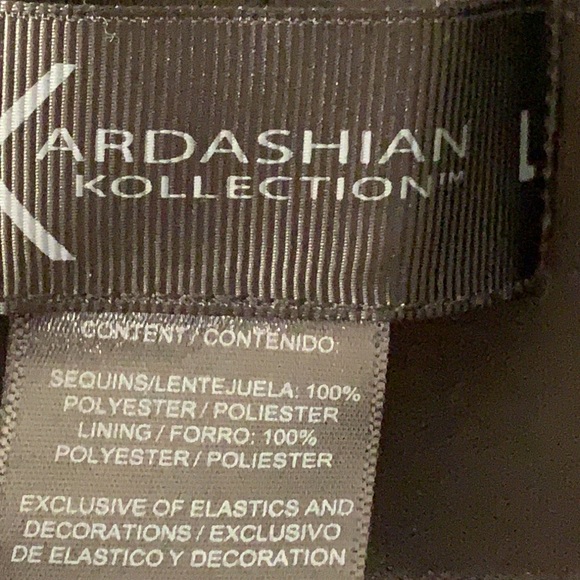 KARDASHIAN
KOLLECTION™
L
CONTENT / CONTENIDO:
SEQUINS/LENTEJUELA: 100%
POLYESTER / POLIESTER
LINING / FORRO: 100%
POLYESTER / POLIESTER
EXCLUSIVE OF ELASTICS AND
DECORATIONS / EXCLUSIVO
DE ELASTICO Y DECORATION